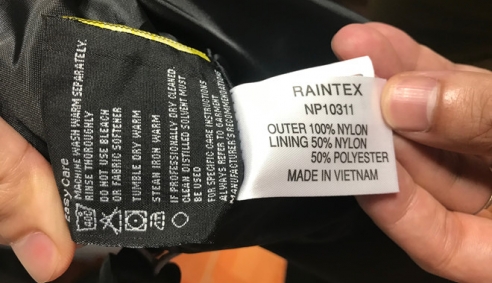 Easy Care
MACHINE WASH WARM SEPARATELY.
RINSE THOROUGHLY
DO NOT USE BLEACH
OR FABRIC SOFTENER
TUMBLE DRY WARM
STEAM IRON WARM
IF PROFESSIONALLY DRY CLEANED.
CLEAN DISTILLED SOLVENT MUST
BE USED
FOR SPECIFIC CARE INSTRUCTIONS
ALWAYS REFER TO GARMENT
MANUFACTURER'S RECOMMENDATIONS
RAINTEX
NP10311
OUTER 100% NYLON
LINING 50% NYLON
50% POLYESTER
MADE IN VIETNAM